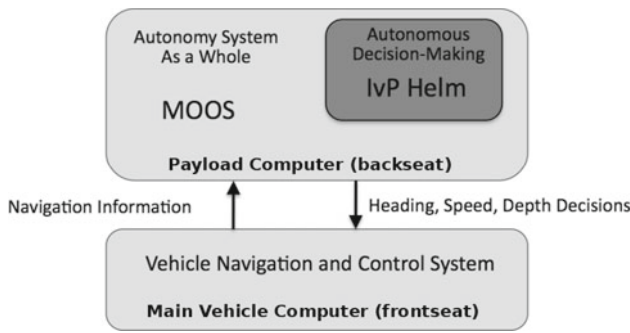 Autonomy System
As a Whole
MOOS
Autonomous
Decision-Making
IvP Helm
Payload Computer (backseat)
Navigation Information
Heading, Speed, Depth Decisions
Vehicle Navigation and Control System
Main Vehicle Computer (frontseat)